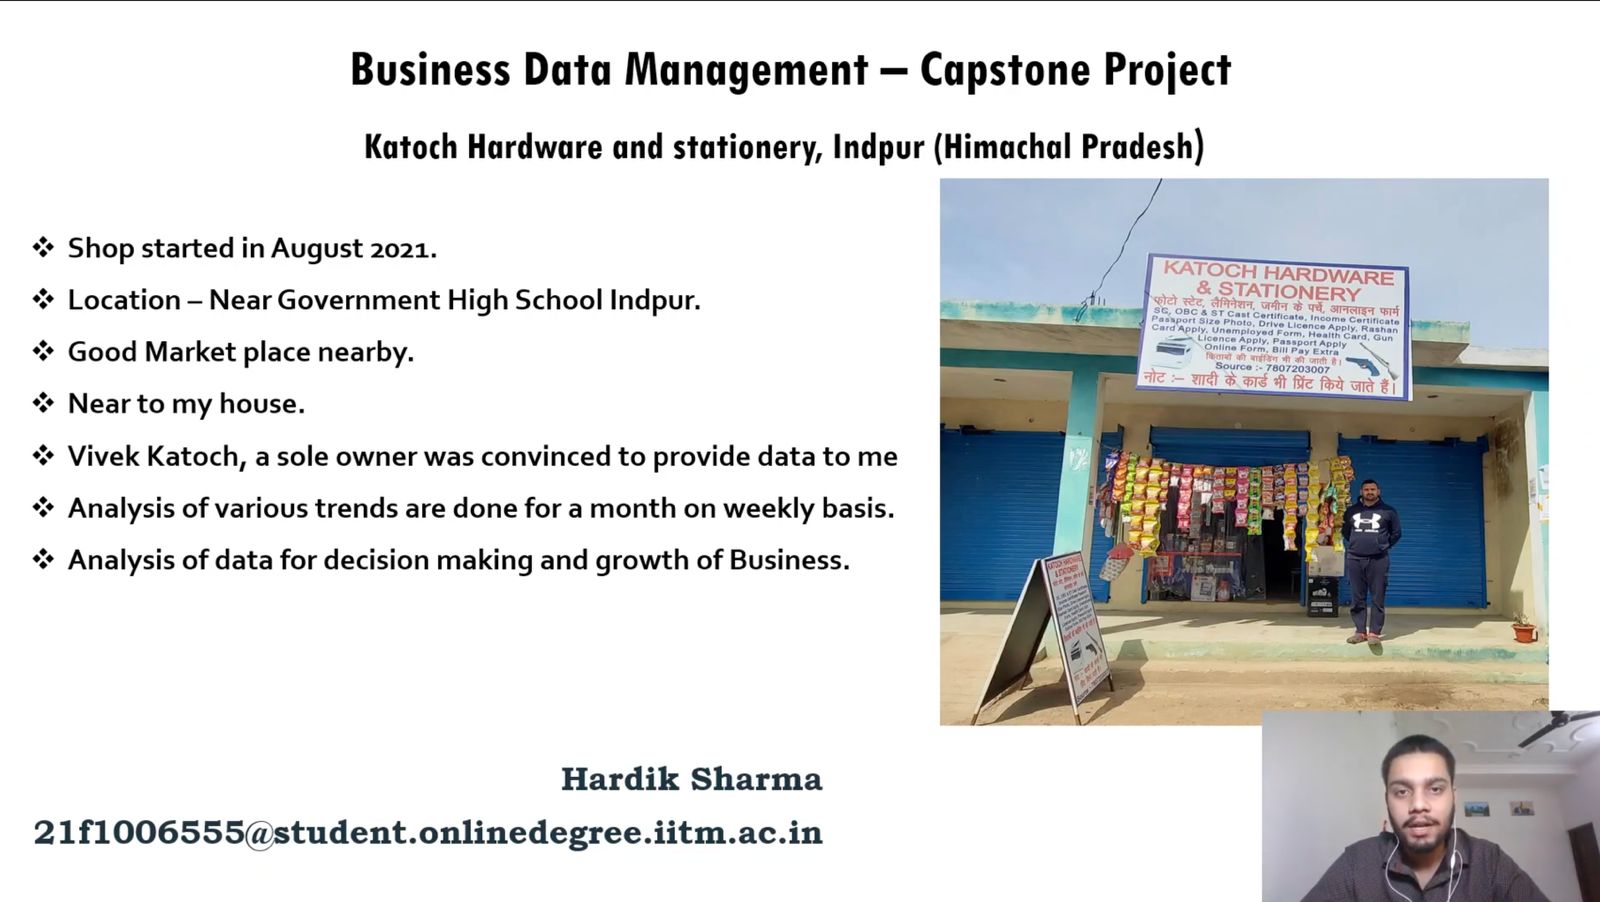 Business Data Management – Capstone Project
Katoch Hardware and stationery, Indpur (Himachal Pradesh)
❖ Shop started in August 2021.
❖ Location – Near Government High School Indpur.
❖ Good Market place nearby.
❖ Near to my house.
❖ Vivek Katoch, a sole owner was convinced to provide data to me
❖ Analysis of various trends are done for a month on weekly basis.
❖ Analysis of data for decision making and growth of Business.
KATOCH HARDWARE
& STATIONERY
फोटो स्टेट, लैमिनेशन, जमीन के पर्चे, आनलाइन फार्म
SC, OBC & ST Cast Certificate, Income Certificate
Passport Size Photo, Drive Licence Apply, Rashan
Card Apply, Unemployed Form, Health Card, Gun
Licence Apply, Passport Apply
Online Form, Bill Pay Extra
किताबों की बाईंडिंग भी की जाती है।
Source :- 7807203007
नोट :– शादी के कार्ड भी प्रिंट किये जाते हैं।
KATOCH HARDWARE
& STATIONERY
Hardik Sharma
21f1006555@student.onlinedegree.iitm.ac.in